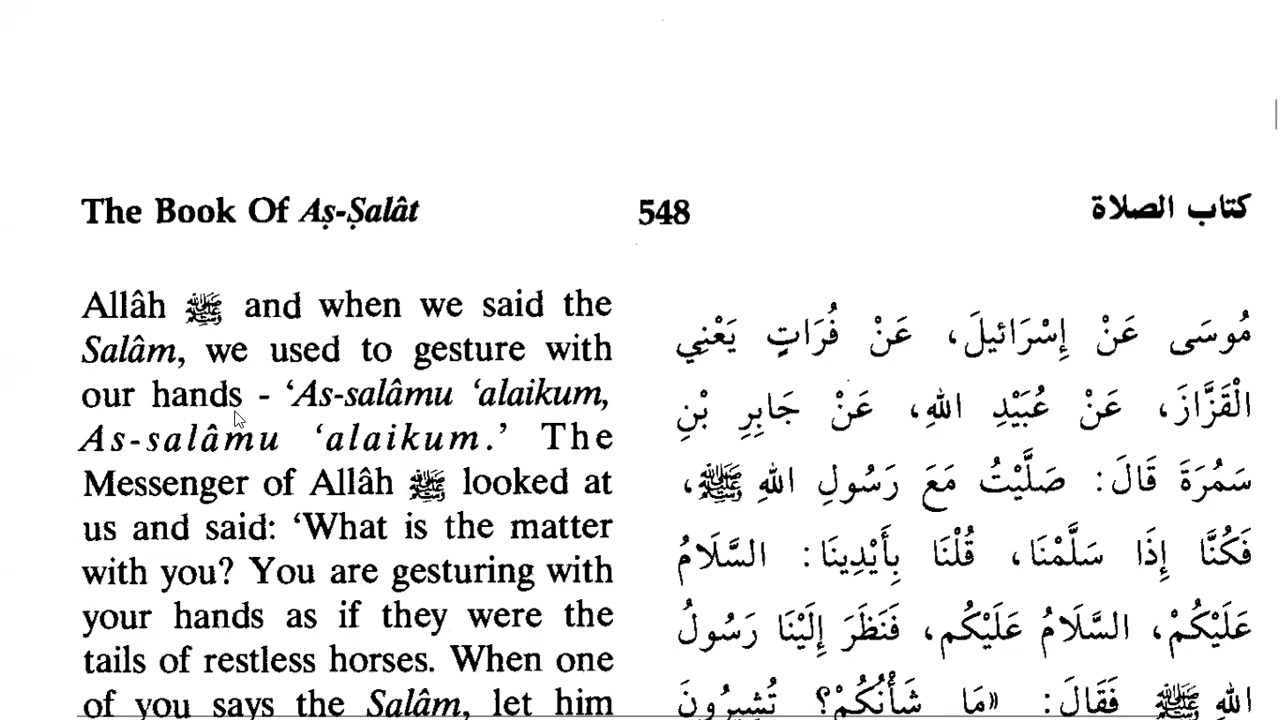 The Book Of Aṣ-Ṣalât
548
كتاب الصلاة
Allâh ﷺ and when we said the
Salâm, we used to gesture with
our hands - ‘As-salâmu ‘alaikum,
As-salâmu ‘alaikum.’ The
Messenger of Allâh ﷺ looked at
us and said: ‘What is the matter
with you? You are gesturing with
your hands as if they were the
tails of restless horses. When one
of you says the Salâm, let him
مُوسَى عَنْ إِسْرَائيلَ، عَنْ فُرَاتٍ يَعْنِي
الْقَزَّازَ، عَنْ عُبَيْدِ اللهِ، عَنْ جَابِرِ بْنِ
سَمُرَةَ قَالَ: صَلَّيْتُ مَعَ رَسُولِ اللهِ ﷺ،
فَكُنَّا إِذَا سَلَّمْنَا، قُلْنَا بِأَيْدِينَا: السَّلَامُ
عَلَيْكُمْ، السَّلَامُ عَلَيْكُم، فَنَظَرَ إِلَيْنَا رَسُولُ
اللهِ ﷺ فَقَالَ: «مَا شَأْنُكُمْ؟ تُشِيرُونَ